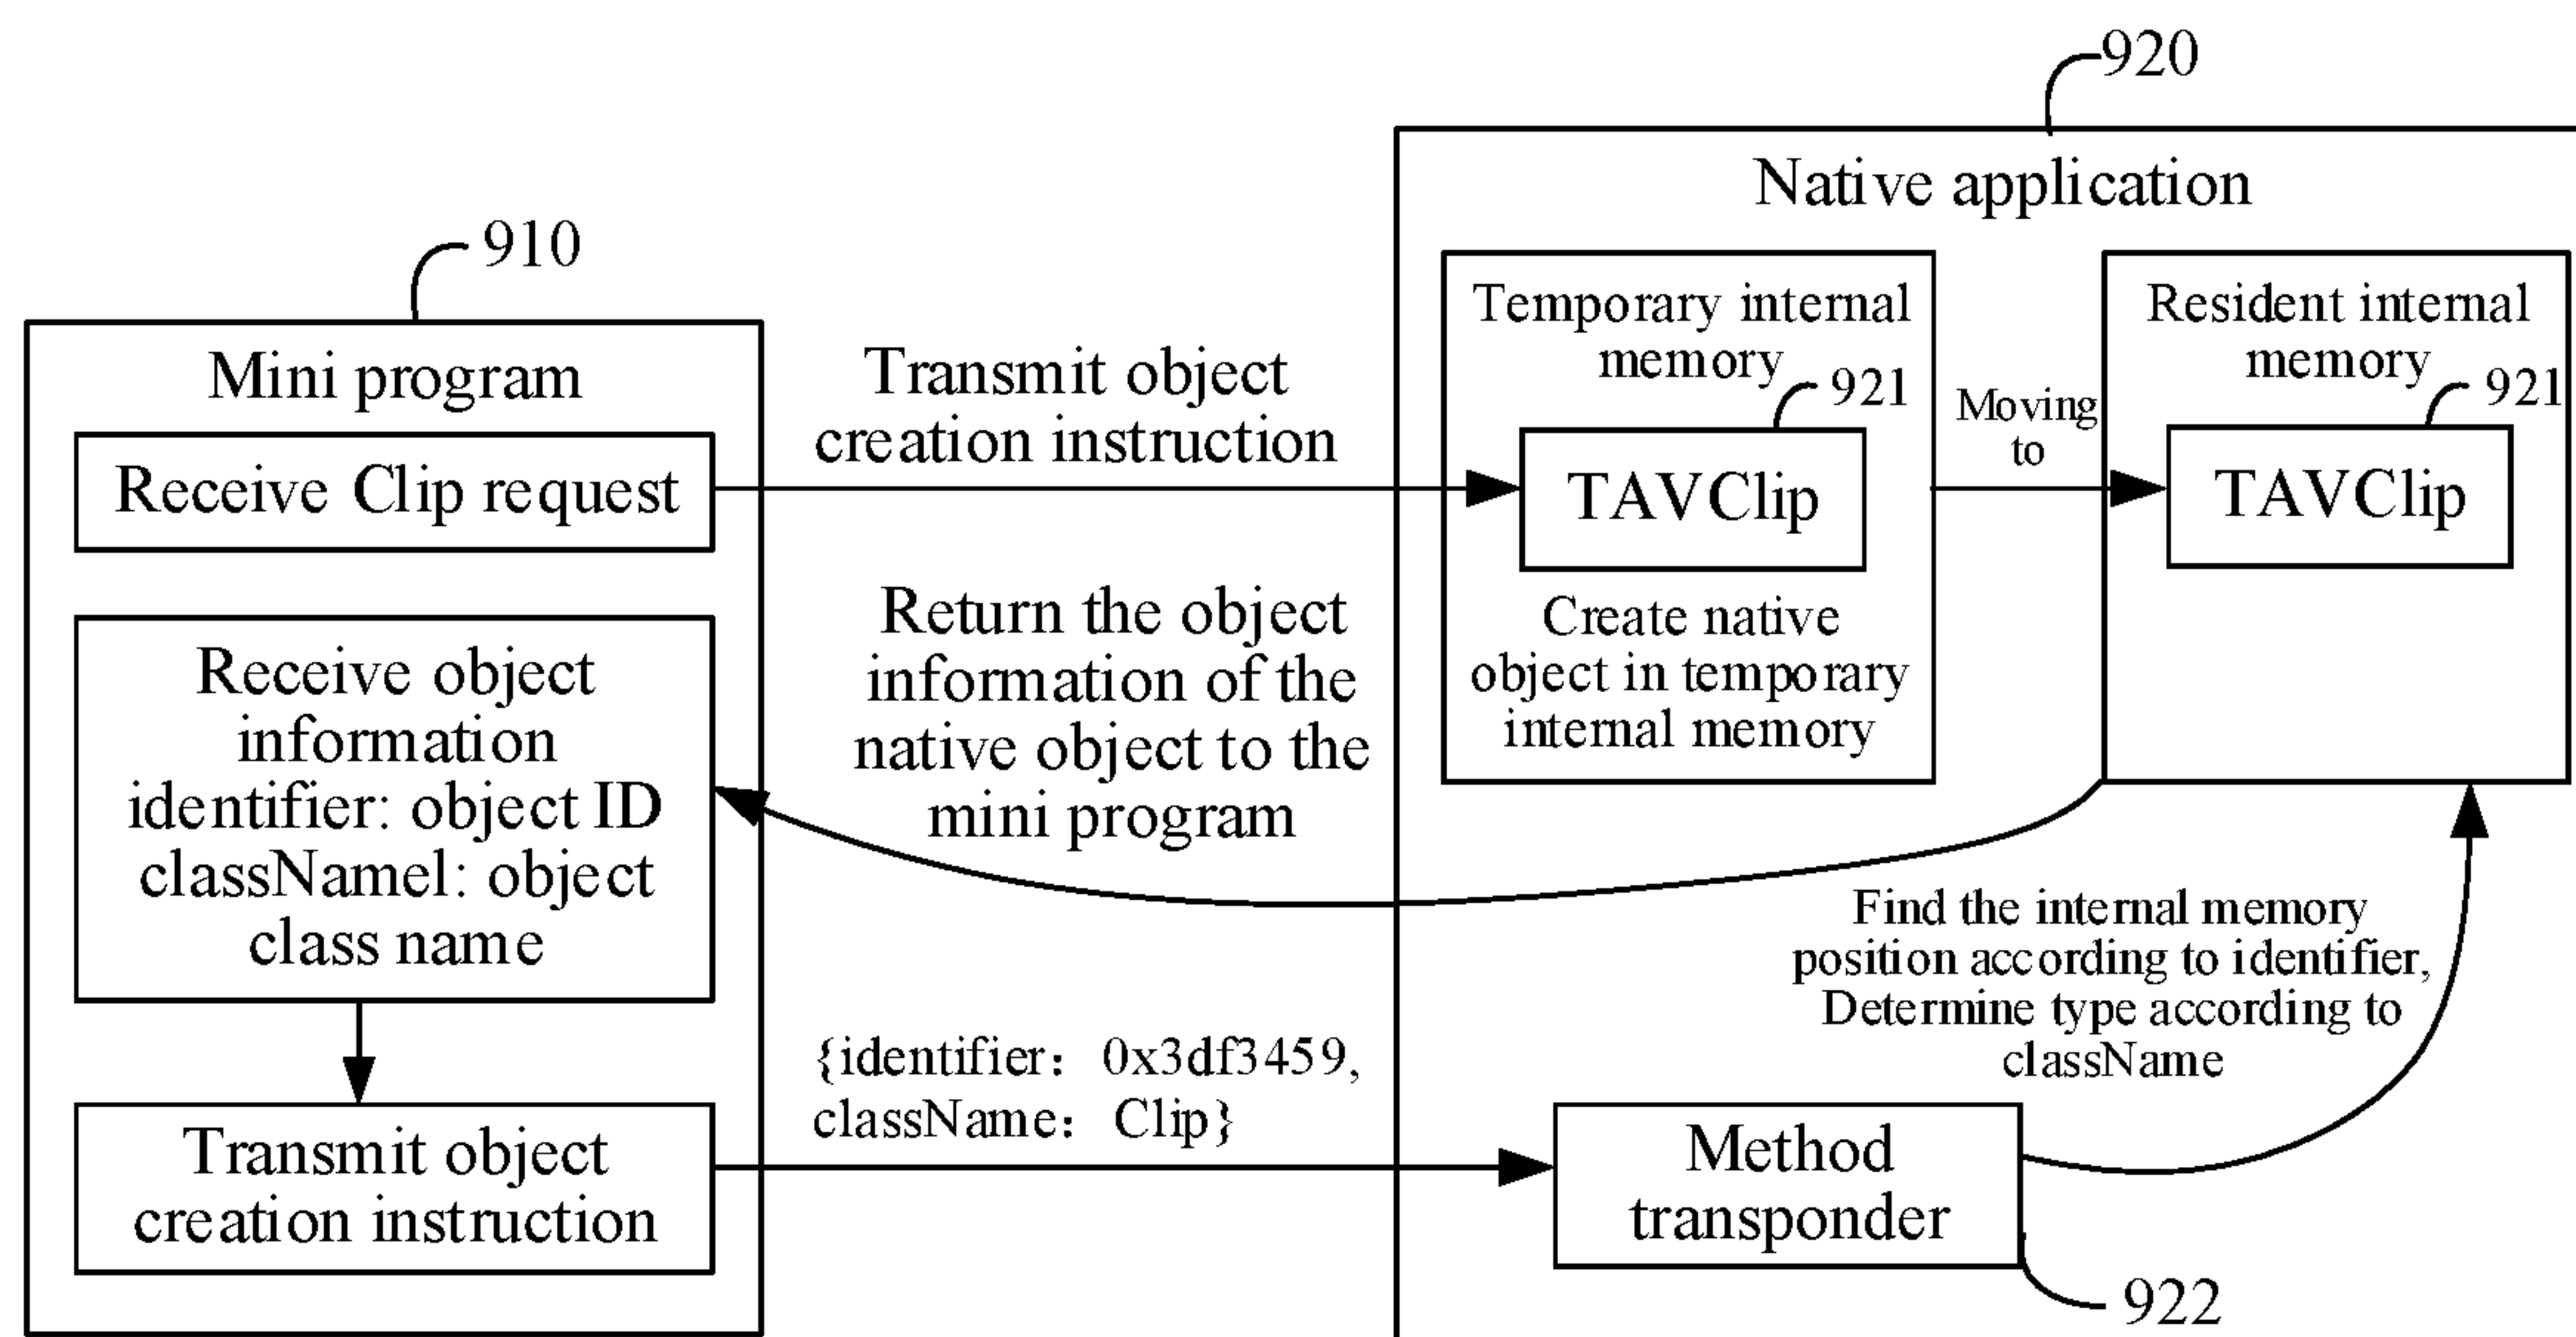 920
Native application
910
Mini program
Receive Clip request
Transmit object
creation instruction
Temporary internal
memory
921
TAVClip
Create native
object in temporary
internal memory
Moving
to
Resident internal
memory
921
TAVClip
Return the object
information of the
native object to the
mini program
Receive object
information
identifier: object ID
classNamel: object
class name
Find the internal memory
position according to identifier,
Determine type according to
className
{identifier： 0x3df3459,
className： Clip}
Transmit object
creation instruction
Method
transponder
922